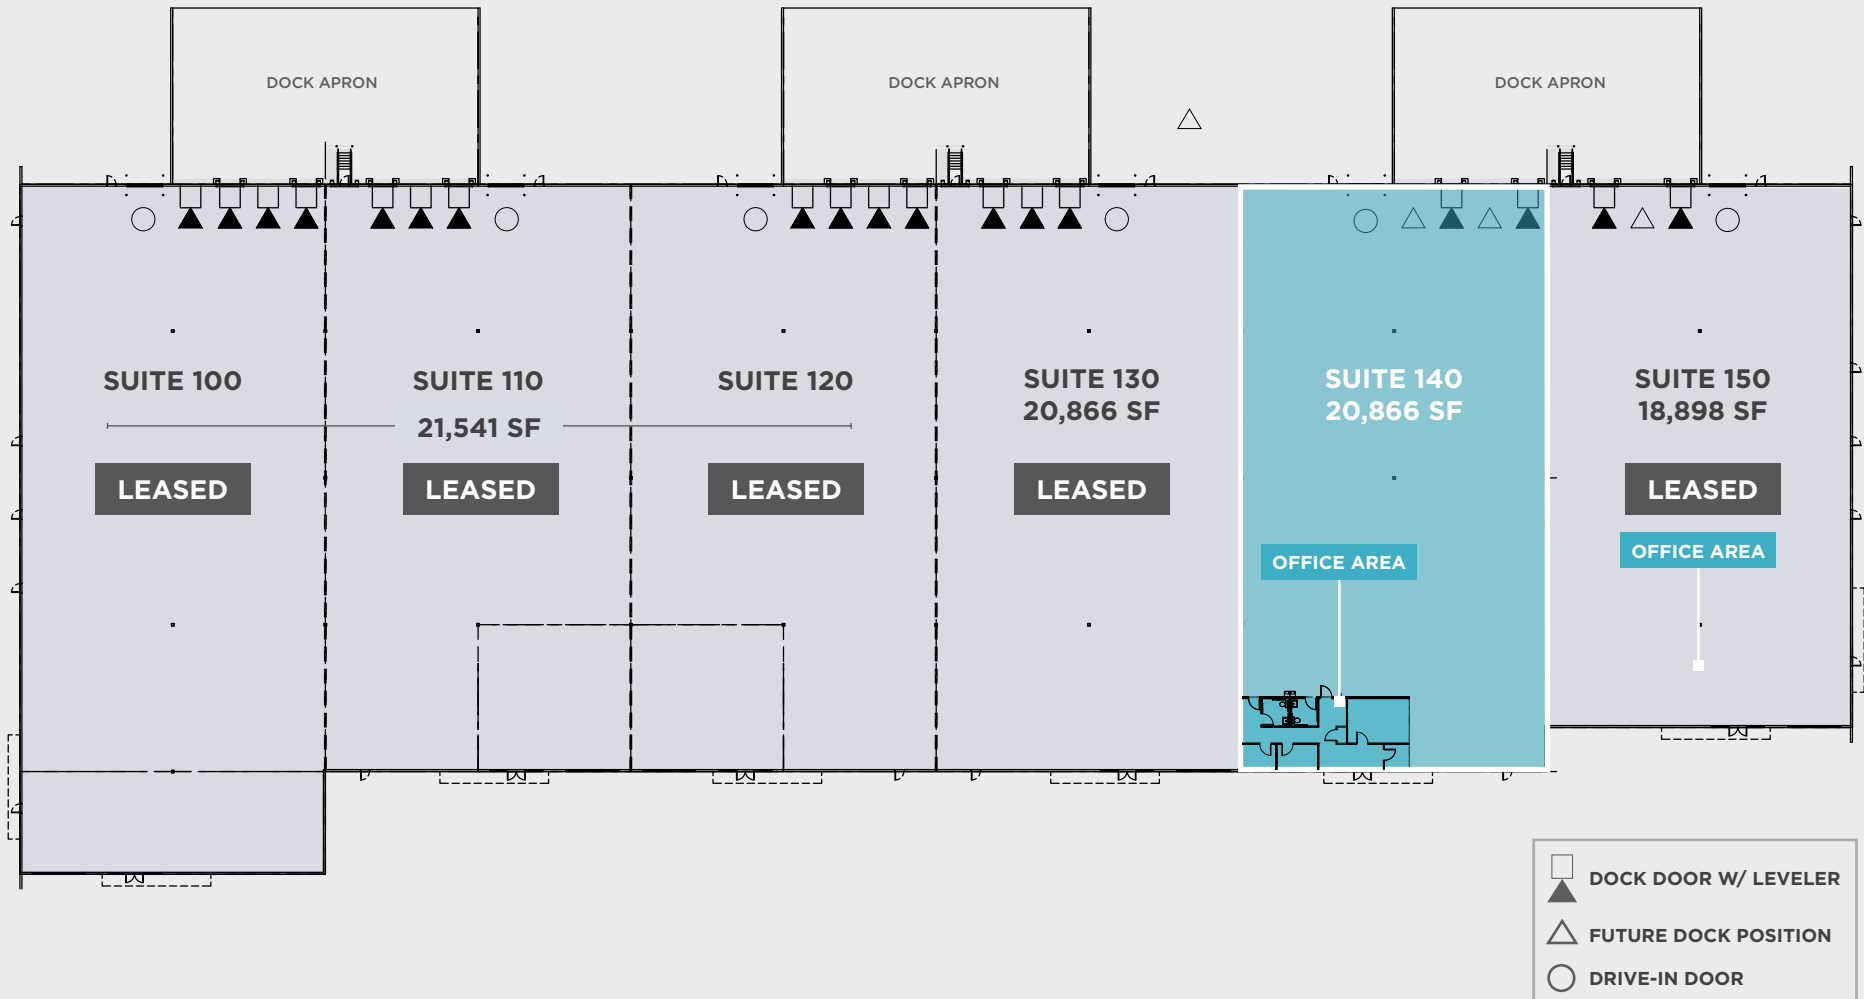 DOCK APRON
DOCK APRON
DOCK APRON
SUITE 100
SUITE 110
SUITE 120
21,541 SF
SUITE 130
20,866 SF
SUITE 140
20,866 SF
SUITE 150
18,898 SF
LEASED
LEASED
LEASED
LEASED
LEASED
OFFICE AREA
OFFICE AREA
DOCK DOOR W/ LEVELER
FUTURE DOCK POSITION
DRIVE-IN DOOR